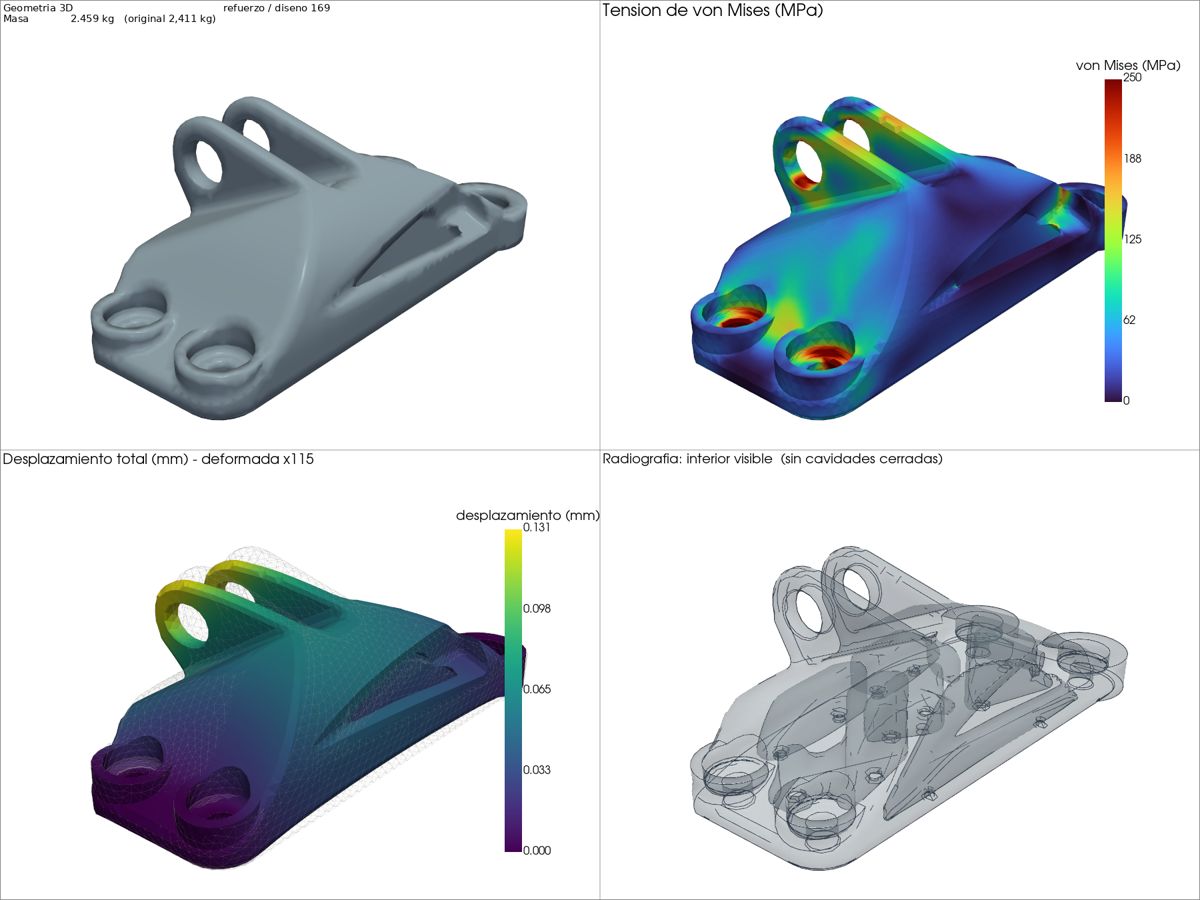 Geometria 3D refuerzo / diseno 169
Masa 2.459 kg (original 2,411 kg)
Tension de von Mises (MPa)
von Mises (MPa)
250
188
125
62
0
Desplazamiento total (mm) - deformada x115
desplazamiento (mm)
0.131
0.098
0.065
0.033
0.000
Radiografia: interior visible (sin cavidades cerradas)